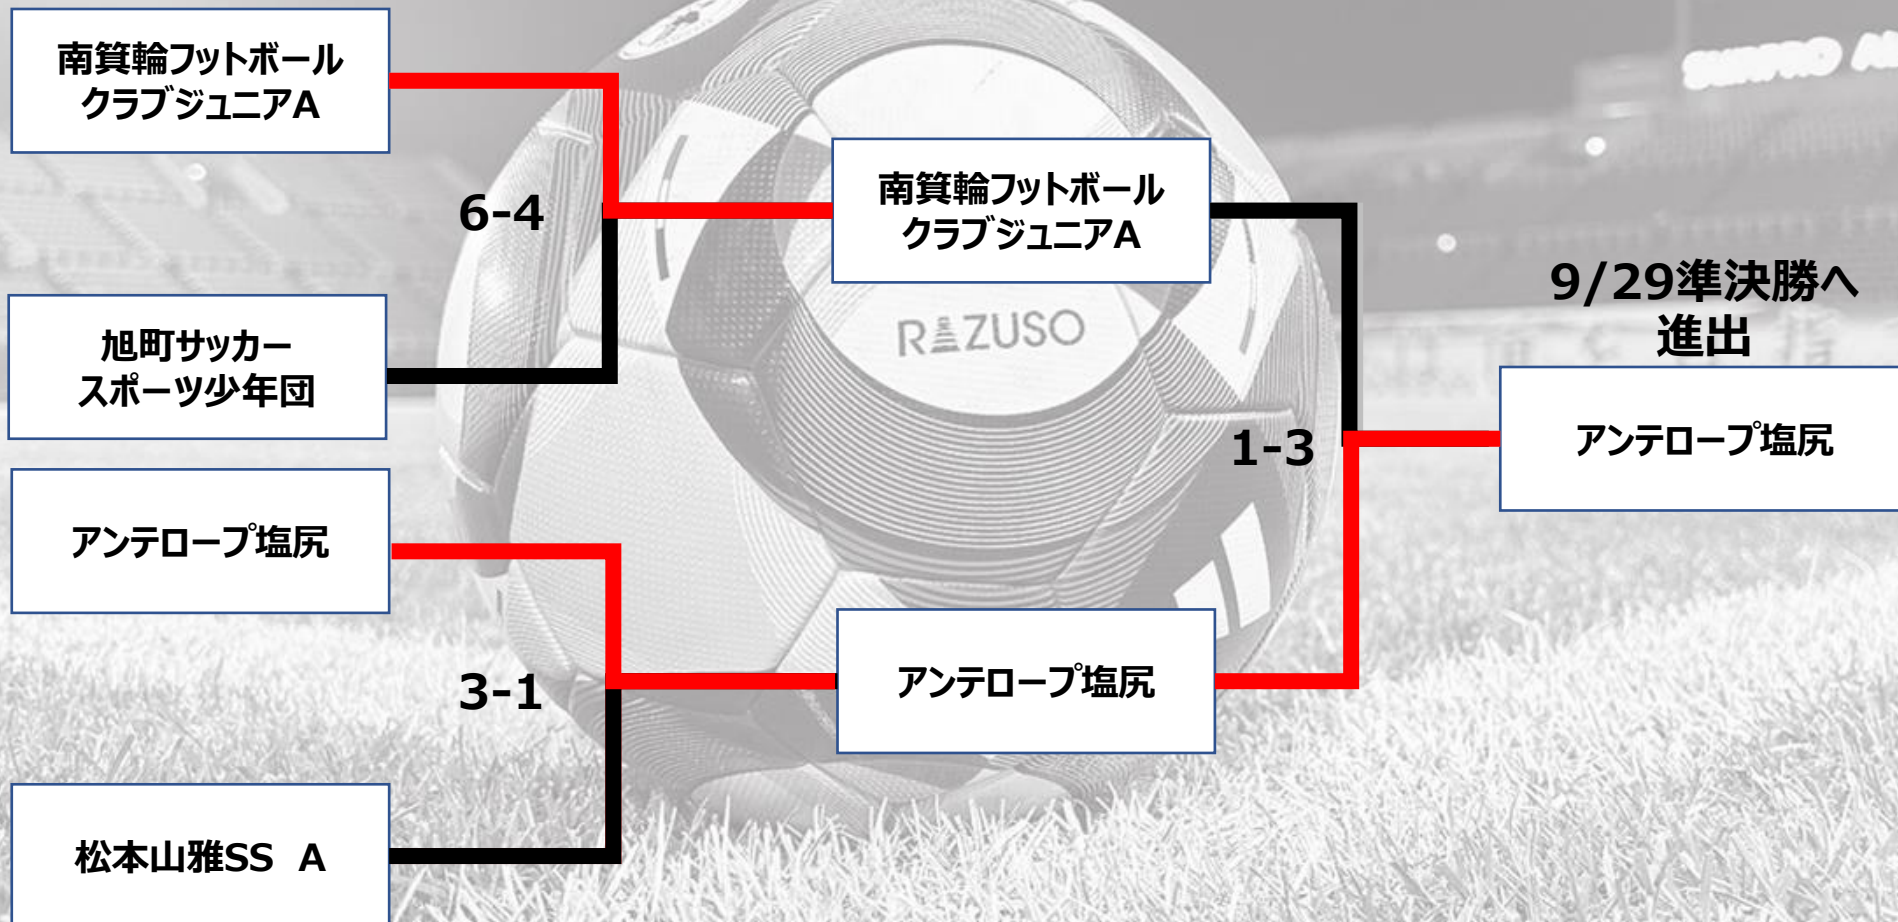 南箕輪フットボール
クラブジュニアA
6-4
旭町サッカー
スポーツ少年団
アンテロープ塩尻
3-1
松本山雅SS A
南箕輪フットボール
クラブジュニアA
RIZUSO
1-3
アンテロープ塩尻
9/29準決勝へ
進出
アンテロープ塩尻